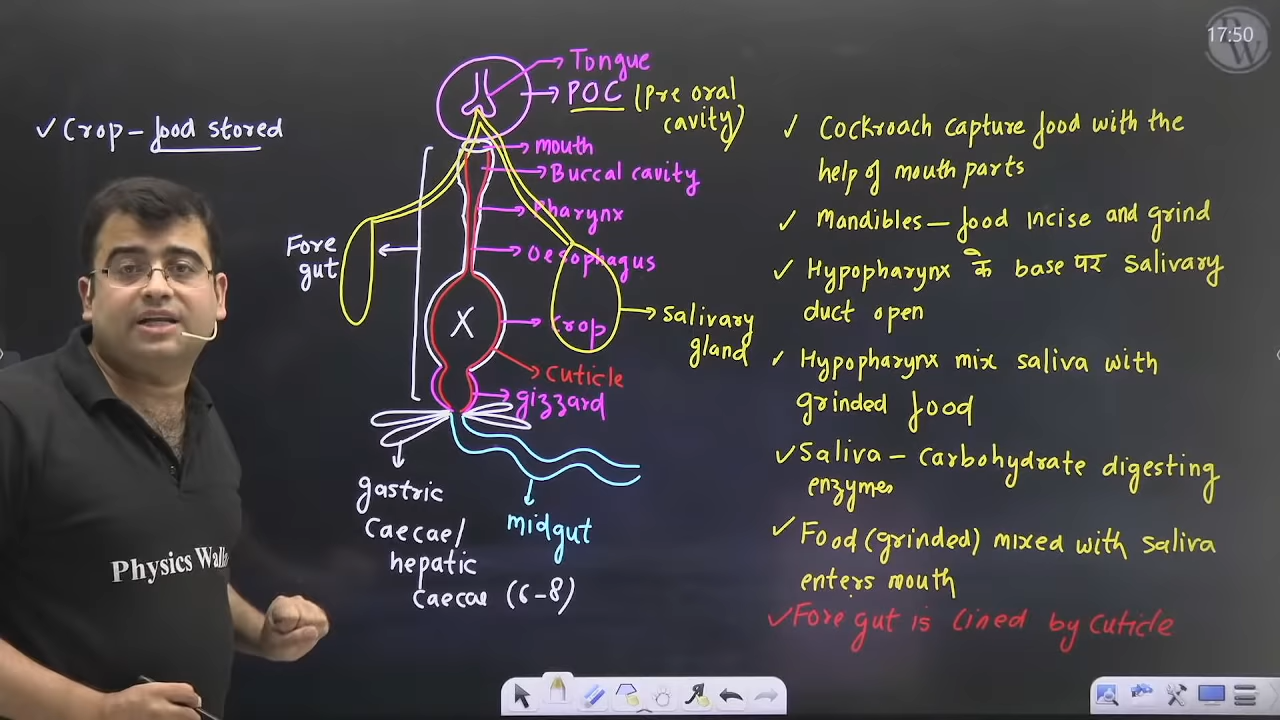 17:50
PW
✓ Crop – food stored
Tongue
POC (Pre oral
cavity)
mouth
Buccal cavity
Pharynx
Oesophagus
Fore
gut
X
Crop
Salivary
gland
Cuticle
gizzard
gastric
Caecae/
hepatic
Caecae (6-8)
midgut
✓ Cockroach capture food with the
help of mouth parts
✓ Mandibles – food incise and grind
✓ Hypopharynx के base पर salivary
duct open
✓ Hypopharynx mix saliva with
grinded food
✓ Saliva – carbohydrate digesting
enzymes
✓ Food (grinded) mixed with saliva
enters mouth
✓ Fore gut is lined by cuticle
Physics Walla